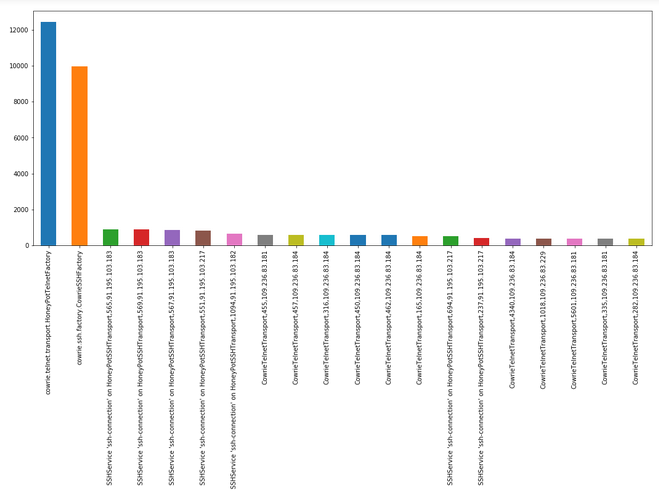 12000
10000
8000
6000
4000
2000
0
cowrie.telnet.transport.HoneyPotTelnetFactory
cowrie.ssh.factory.CowrieSSHFactory
SSHService 'ssh-connection' on HoneyPotSSHTransport,565,91.195.103.183
SSHService 'ssh-connection' on HoneyPotSSHTransport,569,91.195.103.183
SSHService 'ssh-connection' on HoneyPotSSHTransport,567,91.195.103.183
SSHService 'ssh-connection' on HoneyPotSSHTransport,551,91.195.103.217
SSHService 'ssh-connection' on HoneyPotSSHTransport,1094,91.195.103.182
CowrieTelnetTransport,455,109.236.83.181
CowrieTelnetTransport,457,109.236.83.184
CowrieTelnetTransport,316,109.236.83.184
CowrieTelnetTransport,450,109.236.83.184
CowrieTelnetTransport,462,109.236.83.184
CowrieTelnetTransport,165,109.236.83.184
SSHService 'ssh-connection' on HoneyPotSSHTransport,694,91.195.103.217
SSHService 'ssh-connection' on HoneyPotSSHTransport,237,91.195.103.217
CowrieTelnetTransport,4340,109.236.83.184
CowrieTelnetTransport,1018,109.236.83.229
CowrieTelnetTransport,5601,109.236.83.181
CowrieTelnetTransport,335,109.236.83.181
CowrieTelnetTransport,282,109.236.83.184